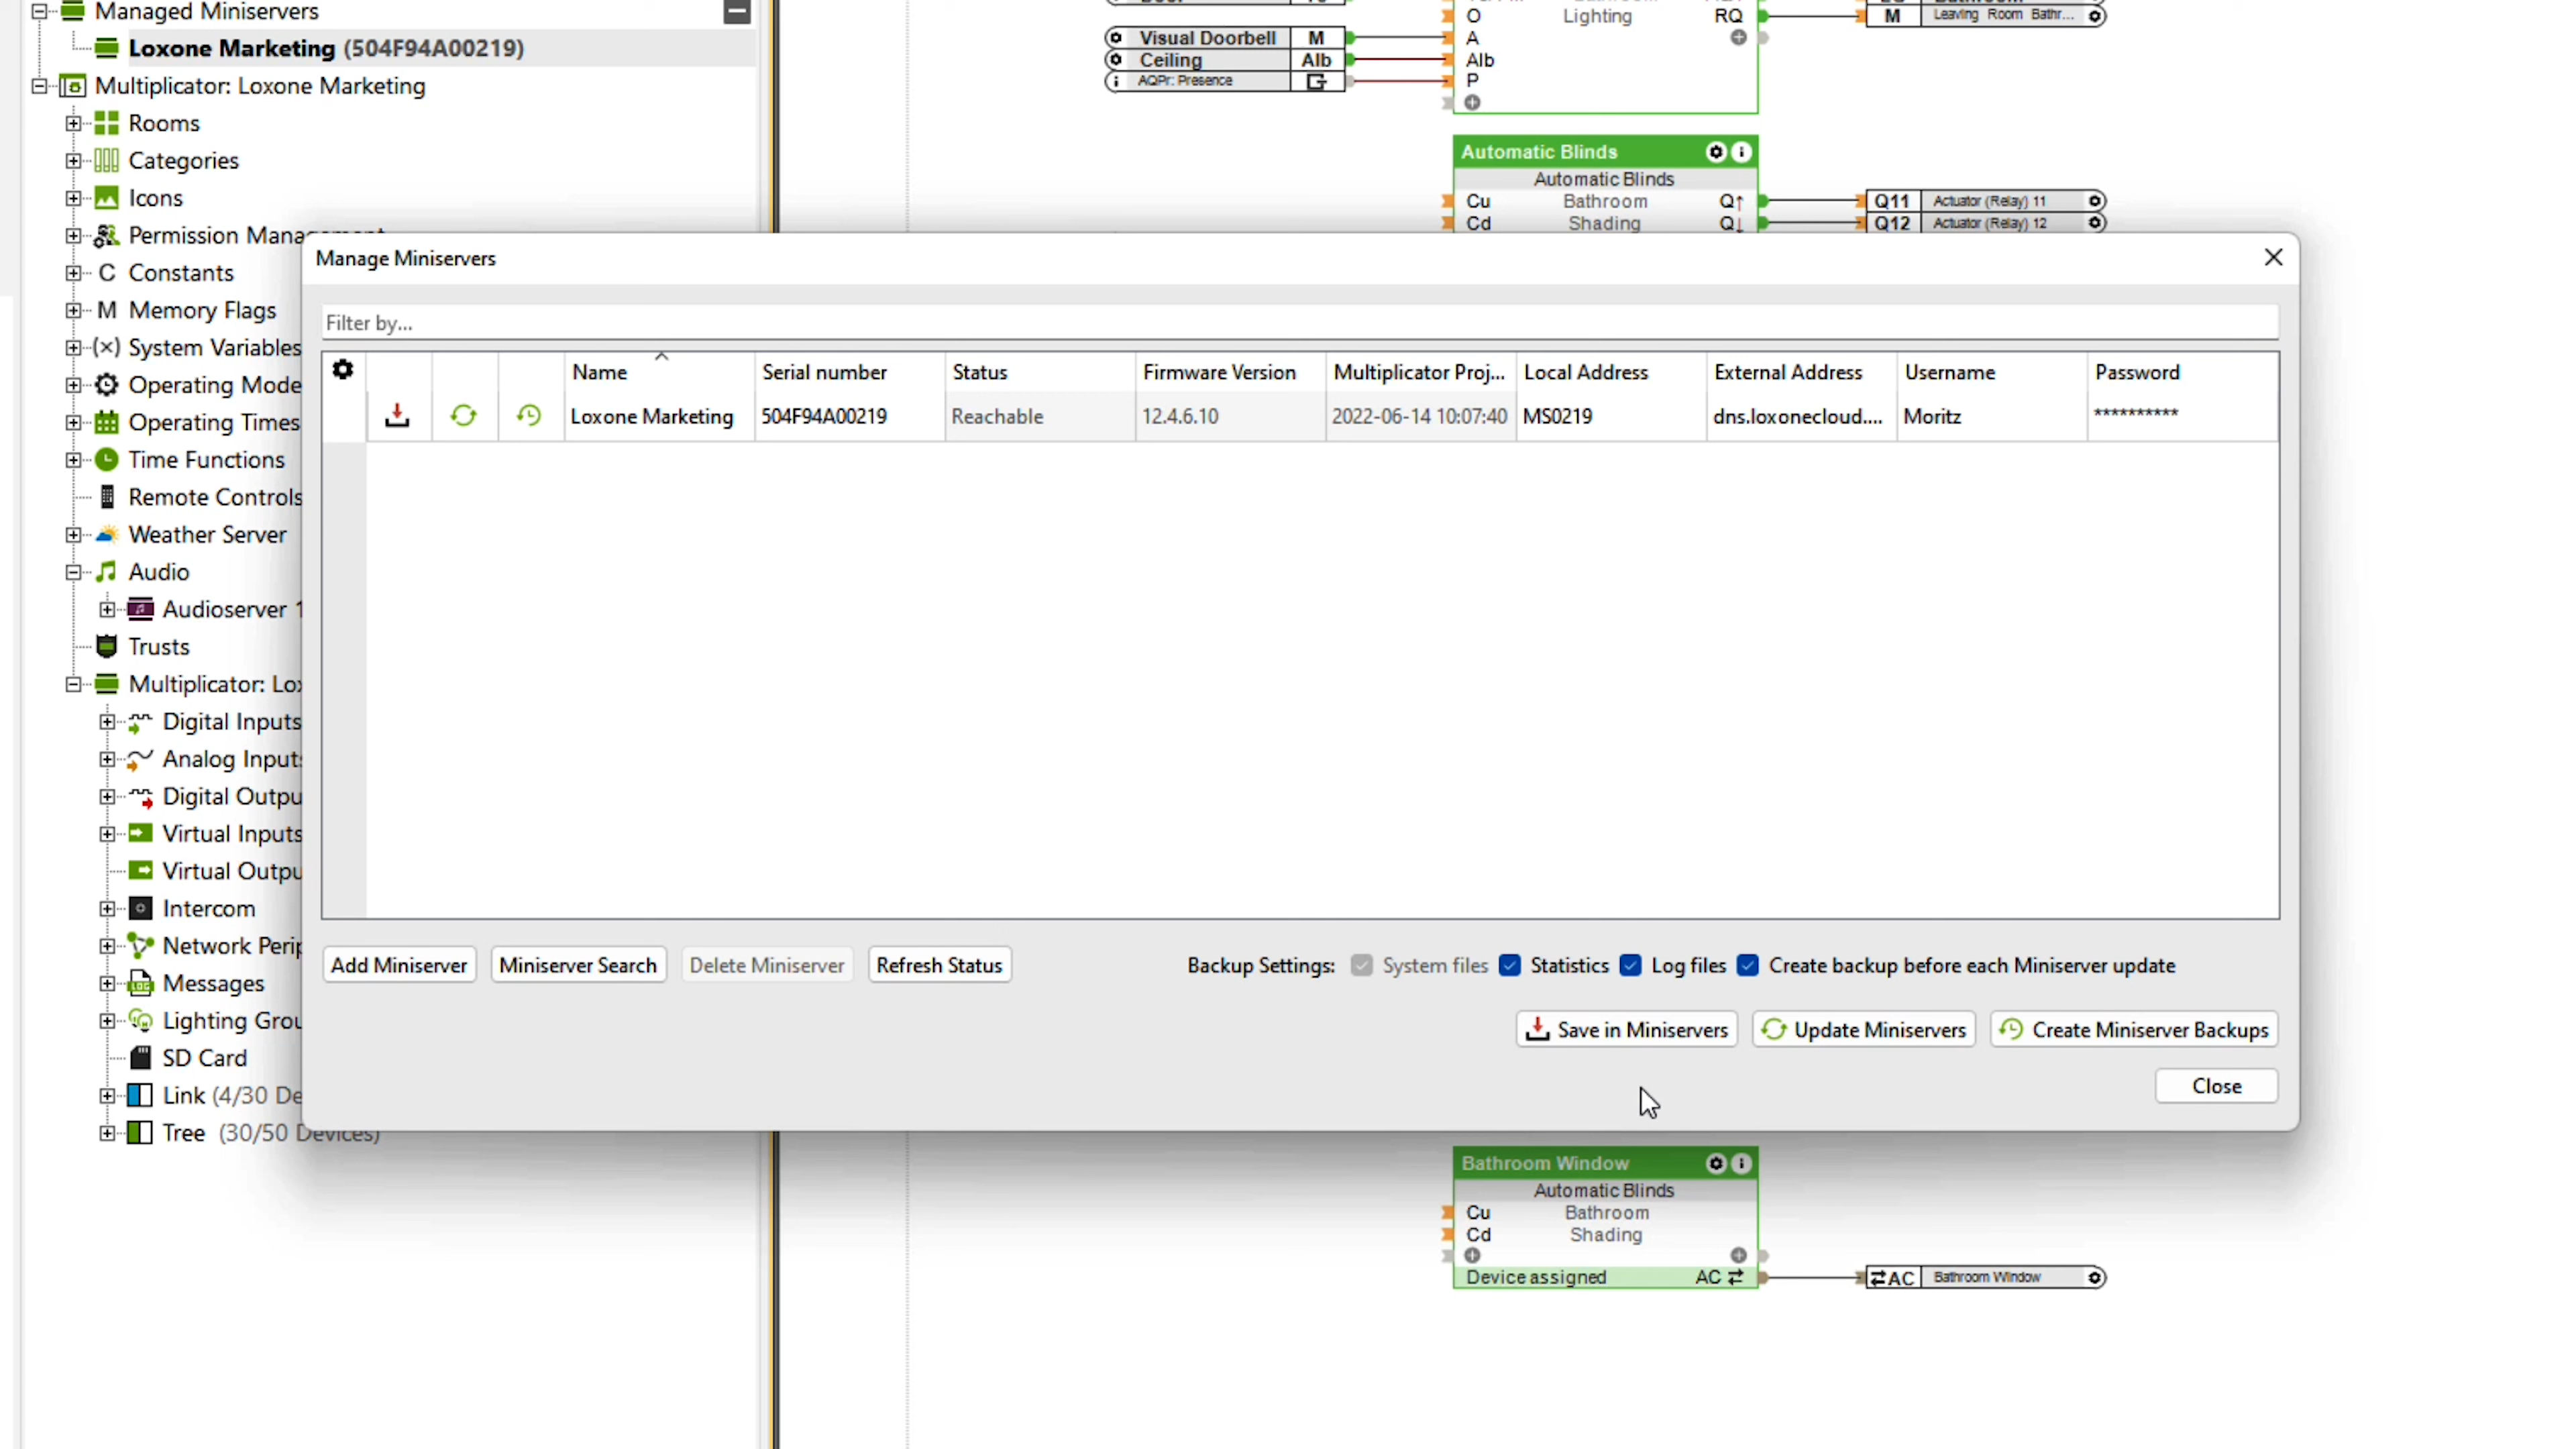 Managed Miniservers
Loxone Marketing (504F94A00219)
Multiplicator: Loxone Marketing
Rooms
Categories
Icons
Permission
Constants
Memory Flags
System Variables
Operating Mode
Operating Times
Time Functions
Remote Controls
Weather Server
Audio
Audioserver
Trusts
Multiplicator: Lox
Digital Inputs
Analog Inputs
Digital Outpu
Virtual Inputs
Virtual Outpu
Intercom
Network Perip
Messages
Lighting Grou
SD Card
Link (4/30 De
Tree (30/50 Devices)
O Lighting RQ
M Leaving Room Bathr...
Visual Doorbell M
A
Ceiling AIb
AIb
AQPr: Presence
P
Automatic Blinds
Automatic Blinds
Cu Bathroom Q↑
Q11 Actuator (Relay) 11
Cd Shading Q↓
Q12 Actuator (Relay) 12
Manage Miniservers
Filter by...
Name Serial number Status Firmware Version Multiplicator Proj... Local Address External Address Username Password
Loxone Marketing 504F94A00219 Reachable 12.4.6.10 2022-06-14 10:07:40 MS0219 dns.loxonecloud.... Moritz **********
Add Miniserver Miniserver Search Delete Miniserver Refresh Status
Backup Settings: System files Statistics Log files Create backup before each Miniserver update
Save in Miniservers Update Miniservers Create Miniserver Backups
Close
Bathroom Window
Automatic Blinds
Cu Bathroom
Cd Shading
Device assigned AC ⇄
⇄AC Bathroom Window